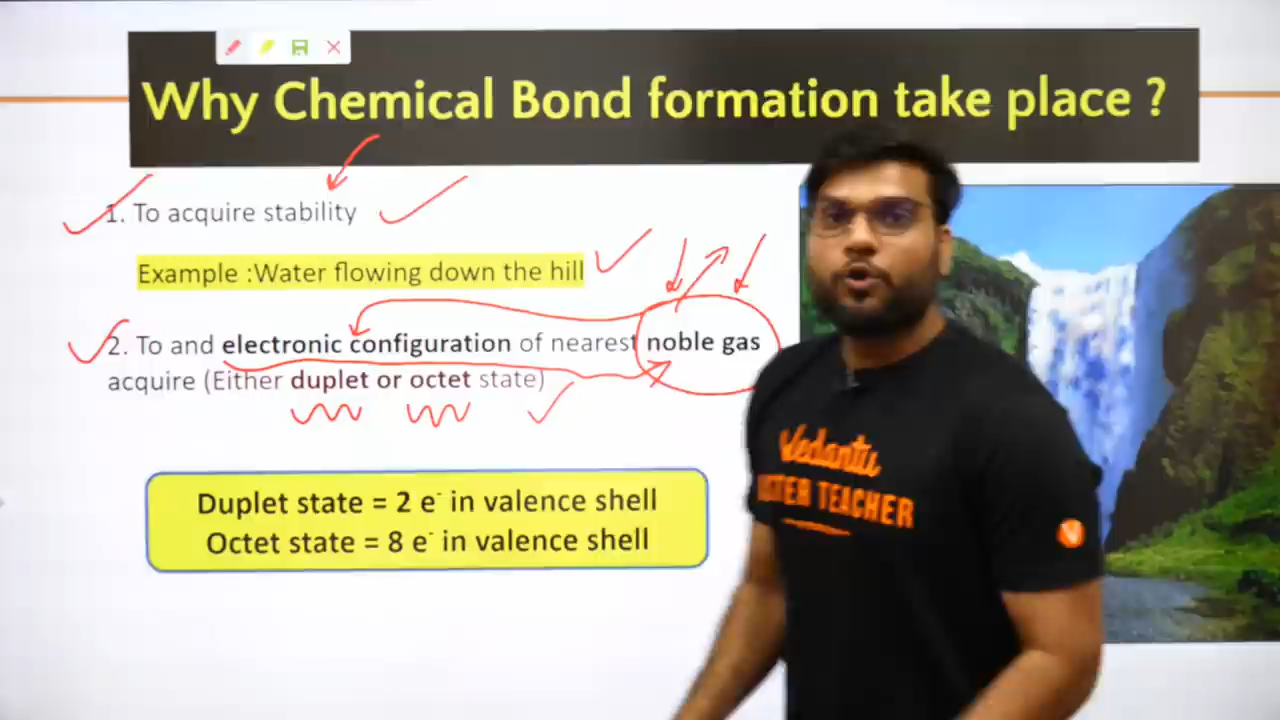 Why Chemical Bond formation take place ?
1. To acquire stability
Example :Water flowing down the hill
2. To and electronic configuration of nearest noble gas
acquire (Either duplet or octet state)
Duplet state = 2 e⁻ in valence shell
Octet state = 8 e⁻ in valence shell
Vedantu
TEACHER